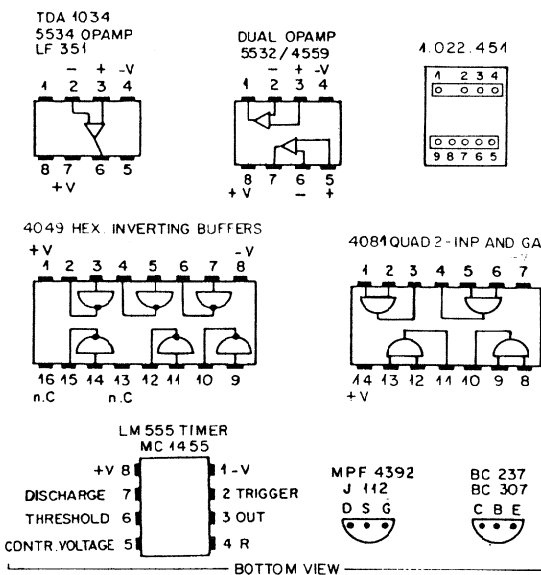 TDA 1034
5534 OPAMP
LF 351
- + -V
1 2 3 4
8 7 6 5
+V
DUAL OPAMP
5532/4559
- + -V
1 2 3 4
8 7 6 5
+V - +
1.022.451
1 2 3 4
9 8 7 6 5
4049 HEX. INVERTING BUFFERS
+V -V
1 2 3 4 5 6 7 8
16 15 14 13 12 11 10 9
n.C n.C
4081 QUAD 2-INP AND GA
-V
1 2 3 4 5 6 7
14 13 12 11 10 9 8
+V
LM 555 TIMER
MC 1455
+V 8 1 -V
DISCHARGE 7 2 TRIGGER
THRESHOLD 6 3 OUT
CONTR. VOLTAGE 5 4 R
MPF 4392
J 112
D S G
BC 237
BC 307
C B E
BOTTOM VIEW